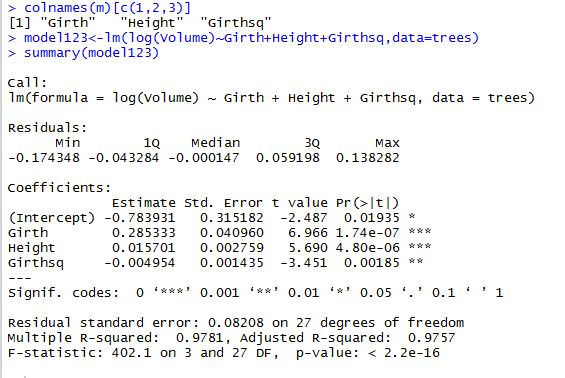 > colnames(m)[c(1,2,3)]
[1] "Girth"    "Height"   "Girthsq"
> model123<-lm(log(Volume)~Girth+Height+Girthsq,data=trees)
> summary(model123)

Call:
lm(formula = log(Volume) ~ Girth + Height + Girthsq, data = trees)

Residuals:
      Min        1Q    Median        3Q       Max
-0.174348 -0.043284 -0.000147  0.059198  0.138282

Coefficients:
             Estimate Std. Error t value Pr(>|t|)
(Intercept) -0.783931   0.315182  -2.487  0.01935 *
Girth        0.285333   0.040960   6.966 1.74e-07 ***
Height       0.015701   0.002759   5.690 4.80e-06 ***
Girthsq     -0.004954   0.001435  -3.451  0.00185 **
---
Signif. codes:  0 ‘***’ 0.001 ‘**’ 0.01 ‘*’ 0.05 ‘.’ 0.1 ‘ ’ 1

Residual standard error: 0.08208 on 27 degrees of freedom
Multiple R-squared:  0.9781, Adjusted R-squared:  0.9757
F-statistic: 402.1 on 3 and 27 DF,  p-value: < 2.2e-16